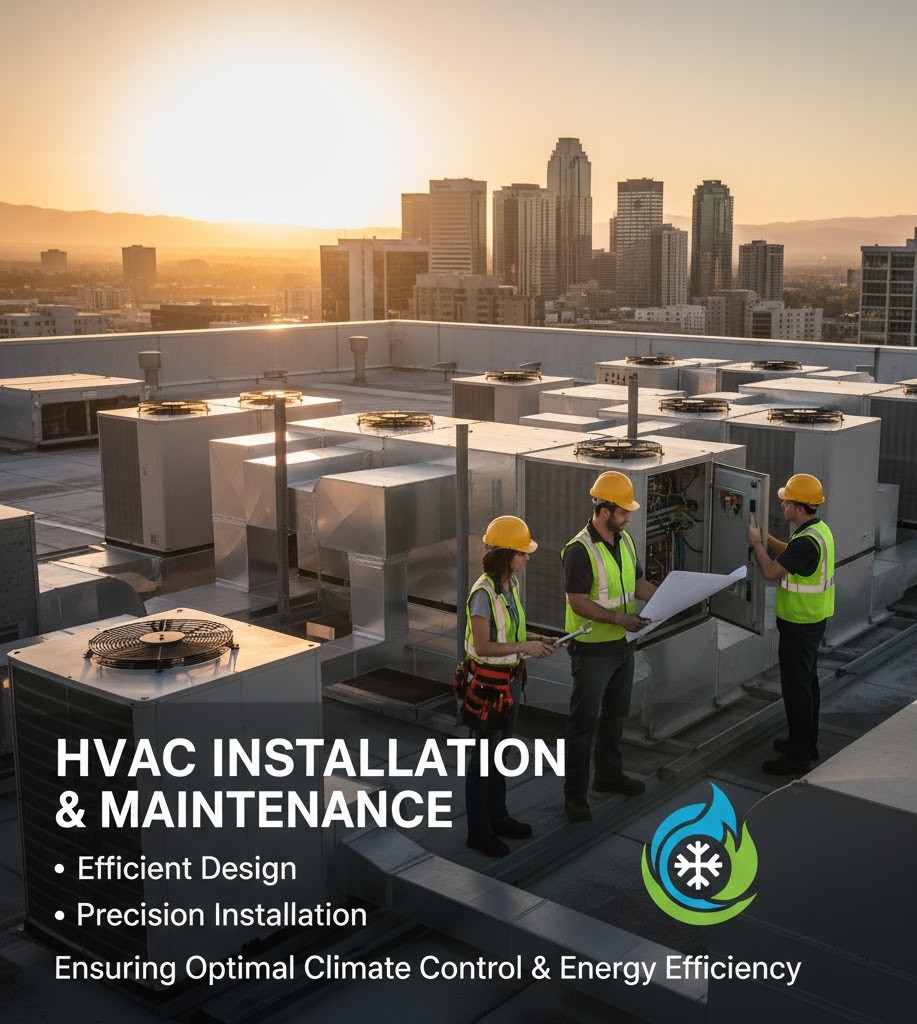 HVAC INSTALLATION
& MAINTENANCE
• Efficient Design
• Precision Installation
Ensuring Optimal Climate Control & Energy Efficiency